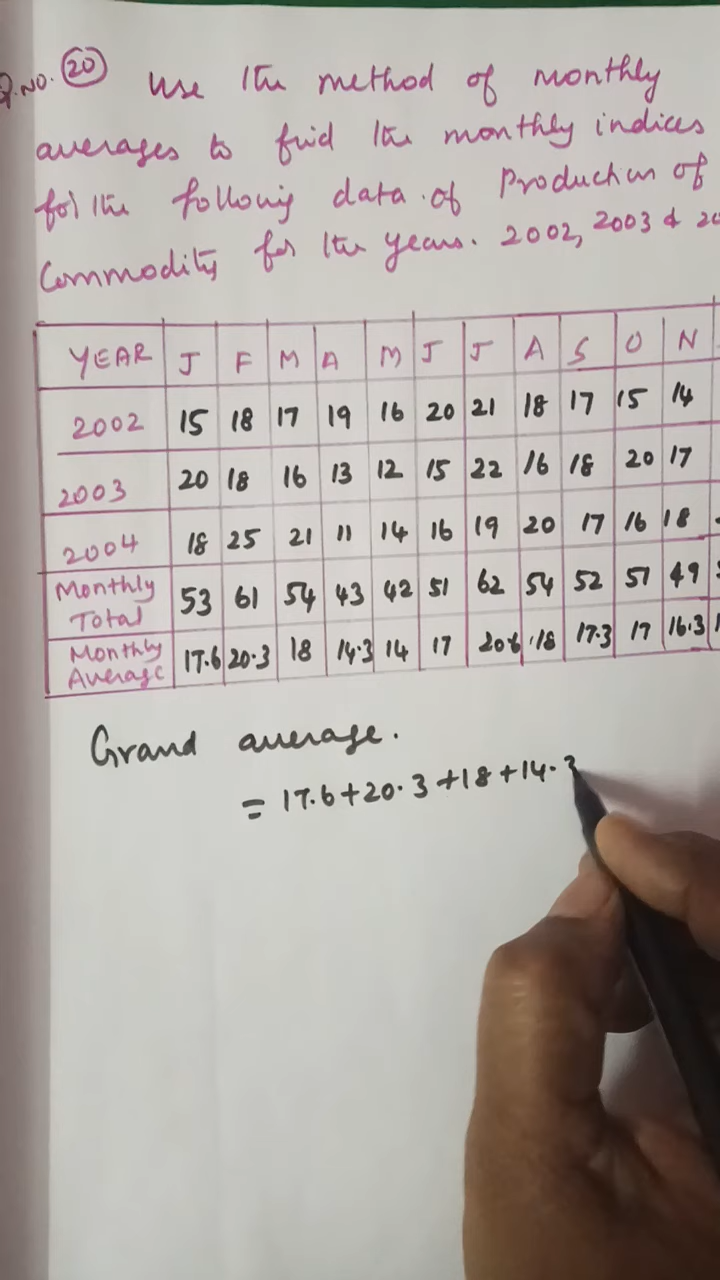 Q.NO. 20 Use the method of monthly
averages to find the monthly indices
for the following data of Production of
Commodity for the years. 2002, 2003 & 20
YEAR J F M A M J J A S O N
2002 15 18 17 19 16 20 21 18 17 15 14
2003 20 18 16 13 12 15 22 16 18 20 17
2004 18 25 21 11 14 16 19 20 17 16 18
Monthly Total 53 61 54 43 42 51 62 54 52 51 49
Monthly Average 17.6 20.3 18 14.3 14 17 20.6 18 17.3 17 16.3
Grand average.
= 17.6+20.3+18+14.3